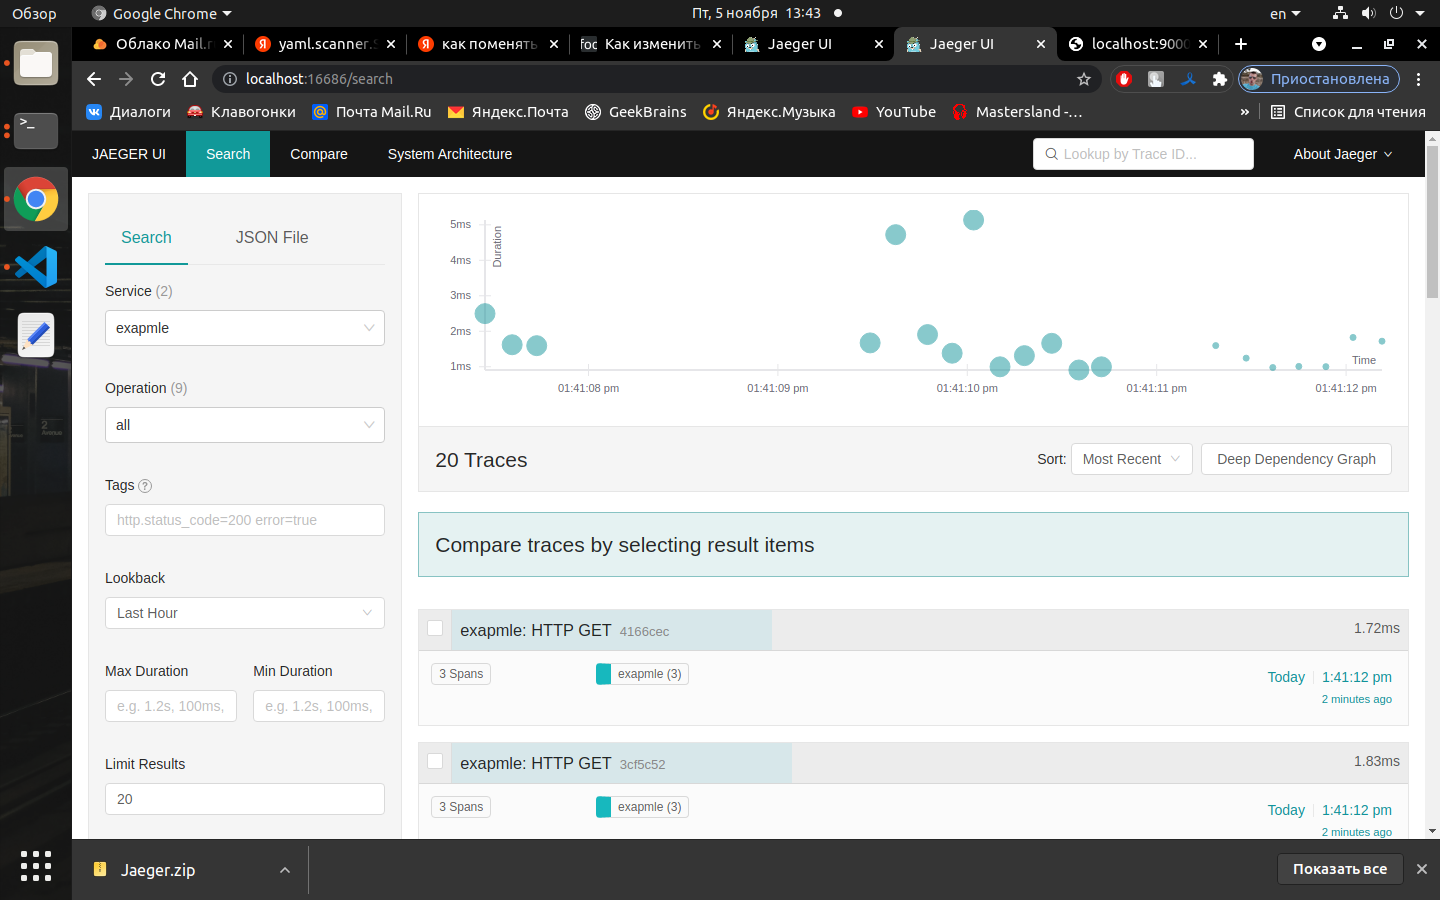 Обзор
Google Chrome
Пт, 5 ноября 13:43
en
Облако Mail.r
yaml.scanner.S
как поменять
Как изменить
Jaeger UI
Jaeger UI
localhost:9000
localhost:16686/search
Приостановлена
Диалоги
Клавогонки
Почта Mail.Ru
Яндекс.Почта
GeekBrains
Яндекс.Музыка
YouTube
Mastersland -…
»
Список для чтения
JAEGER UI
Search
Compare
System Architecture
Lookup by Trace ID...
About Jaeger
Search
JSON File
Service (2)
exapmle
Operation (9)
all
Tags
http.status_code=200 error=true
Lookback
Last Hour
Max Duration
Min Duration
e.g. 1.2s, 100ms,
e.g. 1.2s, 100ms,
Limit Results
20
5ms
4ms
3ms
2ms
1ms
Duration
Time
01:41:08 pm
01:41:09 pm
01:41:10 pm
01:41:11 pm
01:41:12 pm
20 Traces
Sort:
Most Recent
Deep Dependency Graph
Compare traces by selecting result items
exapmle: HTTP GET 4166cec
1.72ms
3 Spans
exapmle (3)
Today
1:41:12 pm
2 minutes ago
exapmle: HTTP GET 3cf5c52
1.83ms
3 Spans
exapmle (3)
Today
1:41:12 pm
2 minutes ago
Jaeger.zip
Показать все